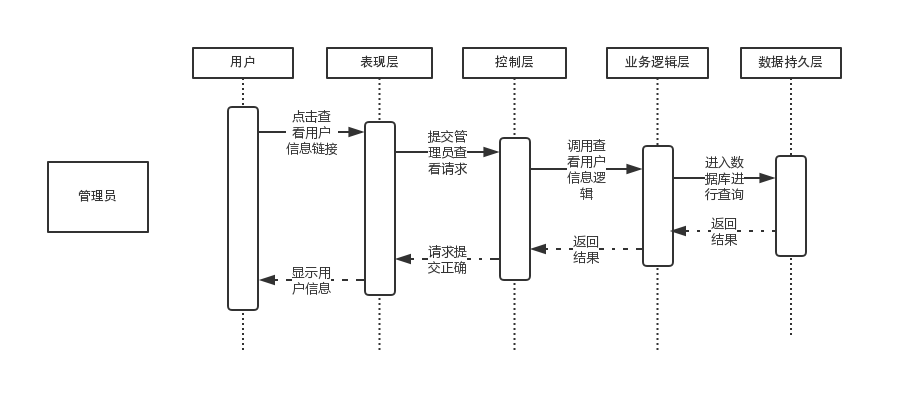 用户
表现层
控制层
业务逻辑层
数据持久层
管理员
点击查
看用户
信息链接
提交管
理员查
看请求
调用查
看用户
信息逻
辑
进入数
据库进
行查询
返回
结果
返回
结果
请求提
交正确
显示用
户信息